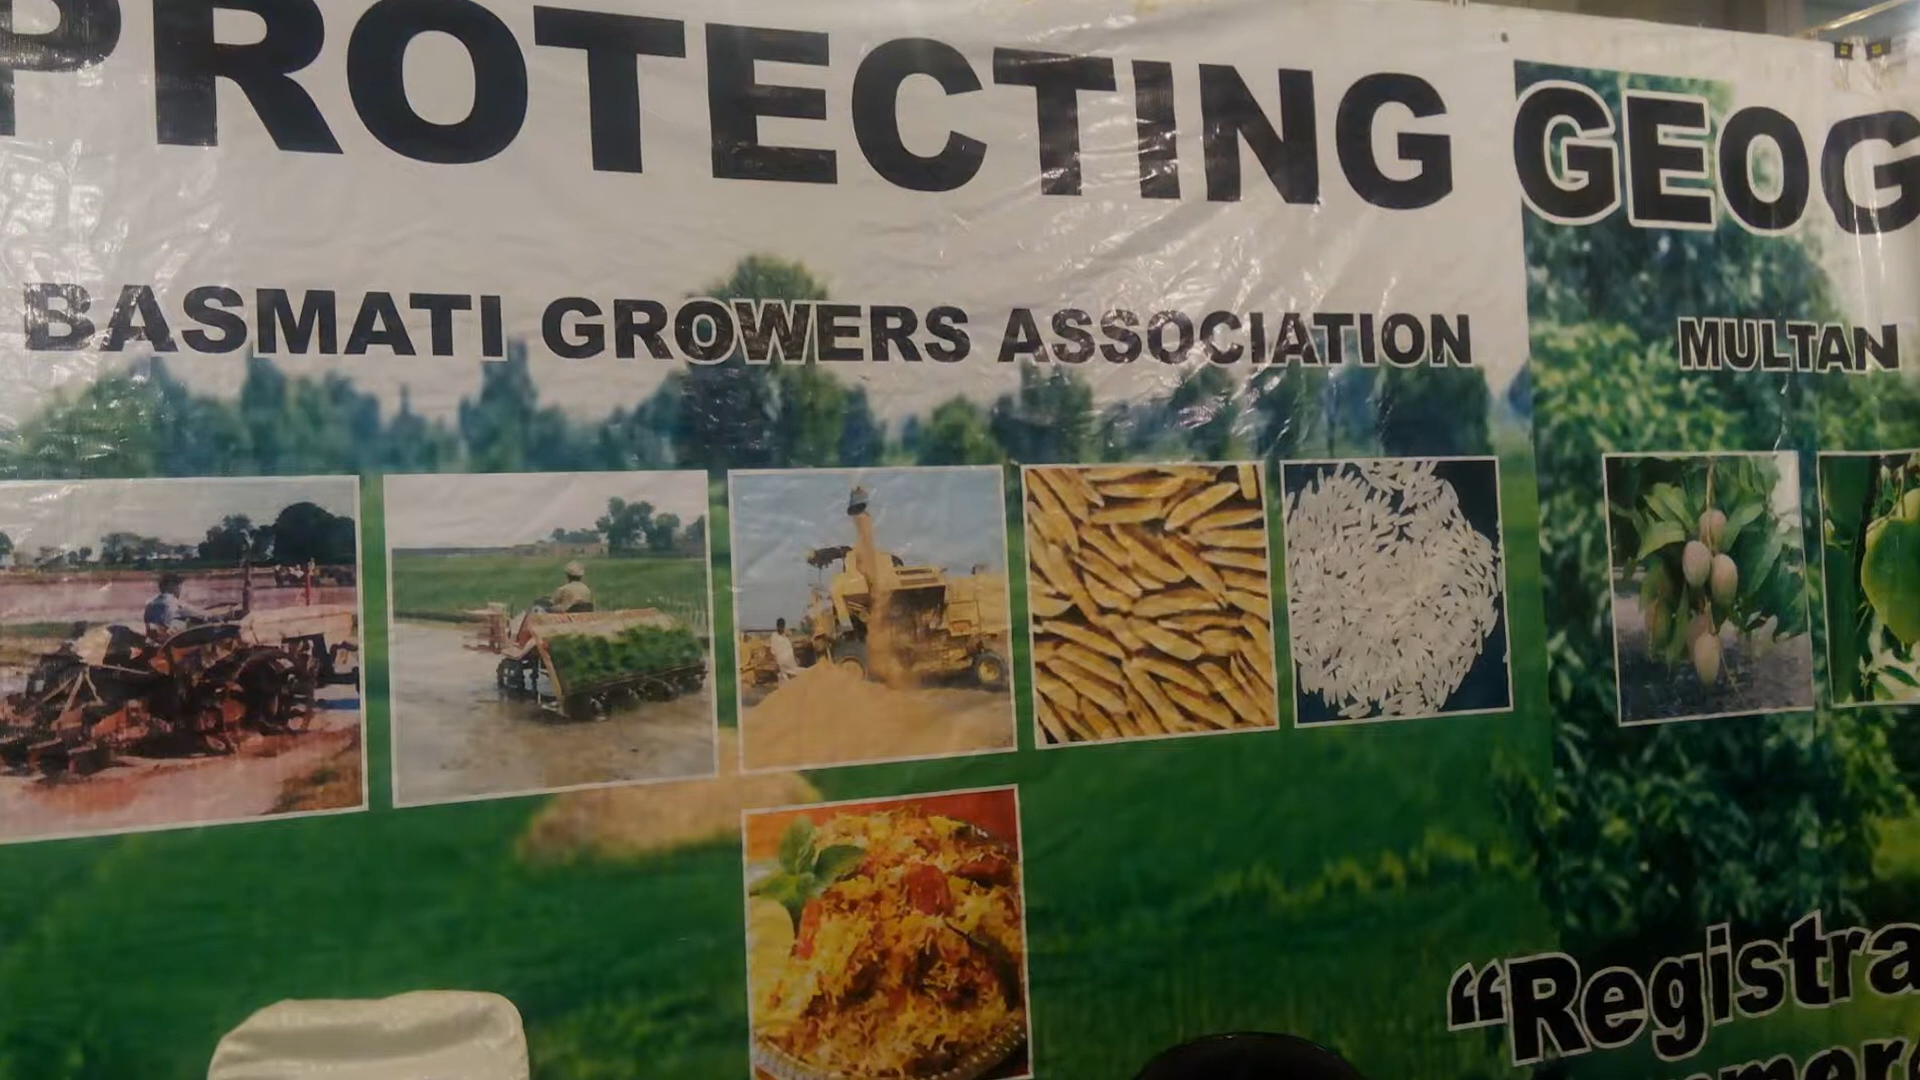 PROTECTING GEOG
BASMATI GROWERS ASSOCIATION
MULTAN
“Registra